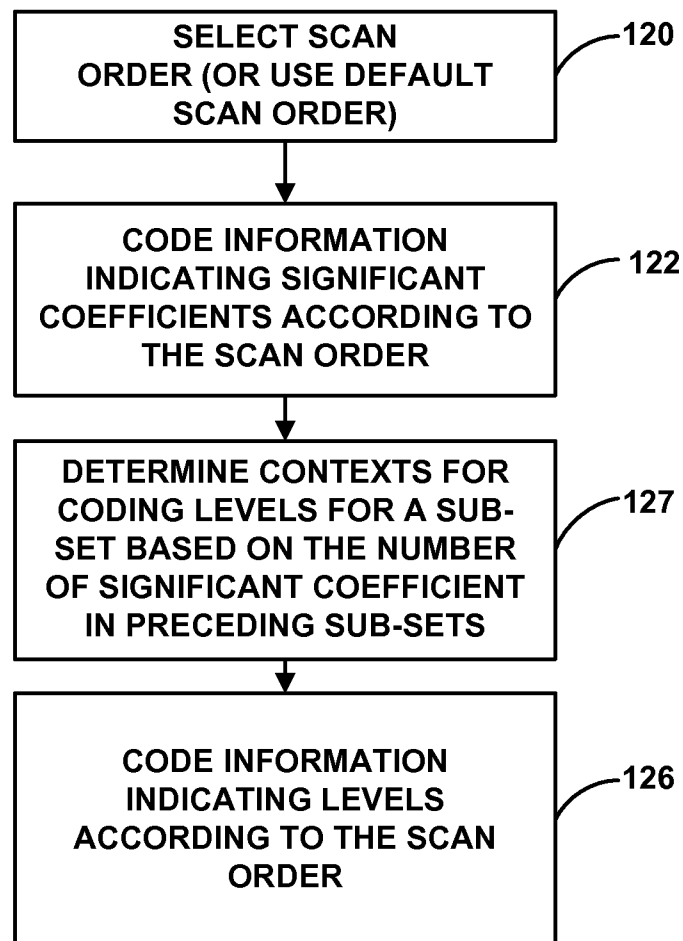 SELECT SCAN
ORDER (OR USE DEFAULT
SCAN ORDER)
120
CODE INFORMATION
INDICATING SIGNIFICANT
COEFFICIENTS ACCORDING TO
THE SCAN ORDER
122
DETERMINE CONTEXTS FOR
CODING LEVELS FOR A SUB-
SET BASED ON THE NUMBER
OF SIGNIFICANT COEFFICIENT
IN PRECEDING SUB-SETS
127
CODE INFORMATION
INDICATING LEVELS
ACCORDING TO THE SCAN
ORDER
126